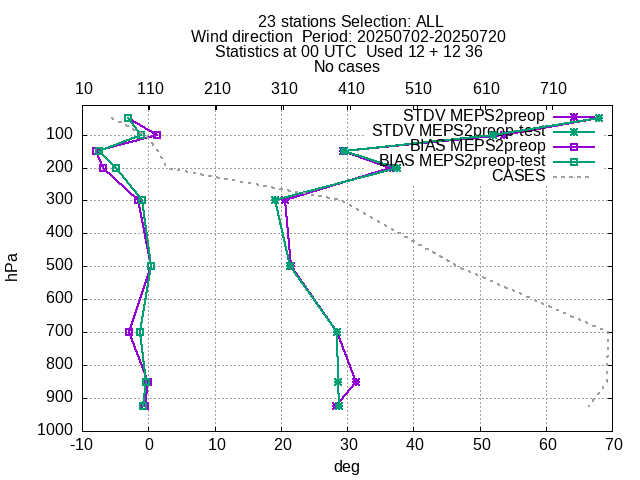 23 stations Selection: ALL
Wind direction  Period: 20250702-20250720
Statistics at 00 UTC  Used 12 + 12 36
No cases
10 110 210 310 410 510 610 710
STDV MEPS2preop
STDV MEPS2preop-test
BIAS MEPS2preop
BIAS MEPS2preop-test
CASES
hPa
100
200
300
400
500
600
700
800
900
1000
-10 0 10 20 30 40 50 60 70
deg